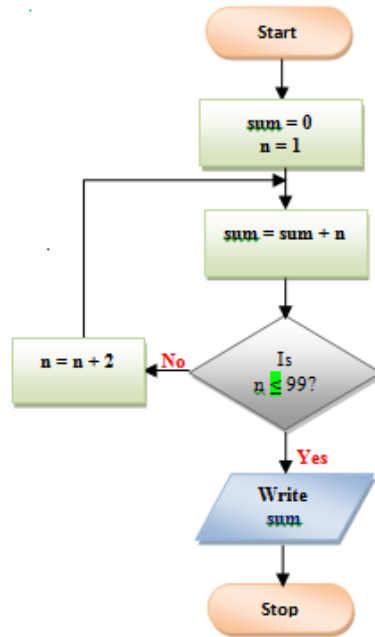 Start
sum = 0
n = 1
sum = sum + n
Is
n ≤ 99?
No
n = n + 2
Yes
Write
sum
Stop